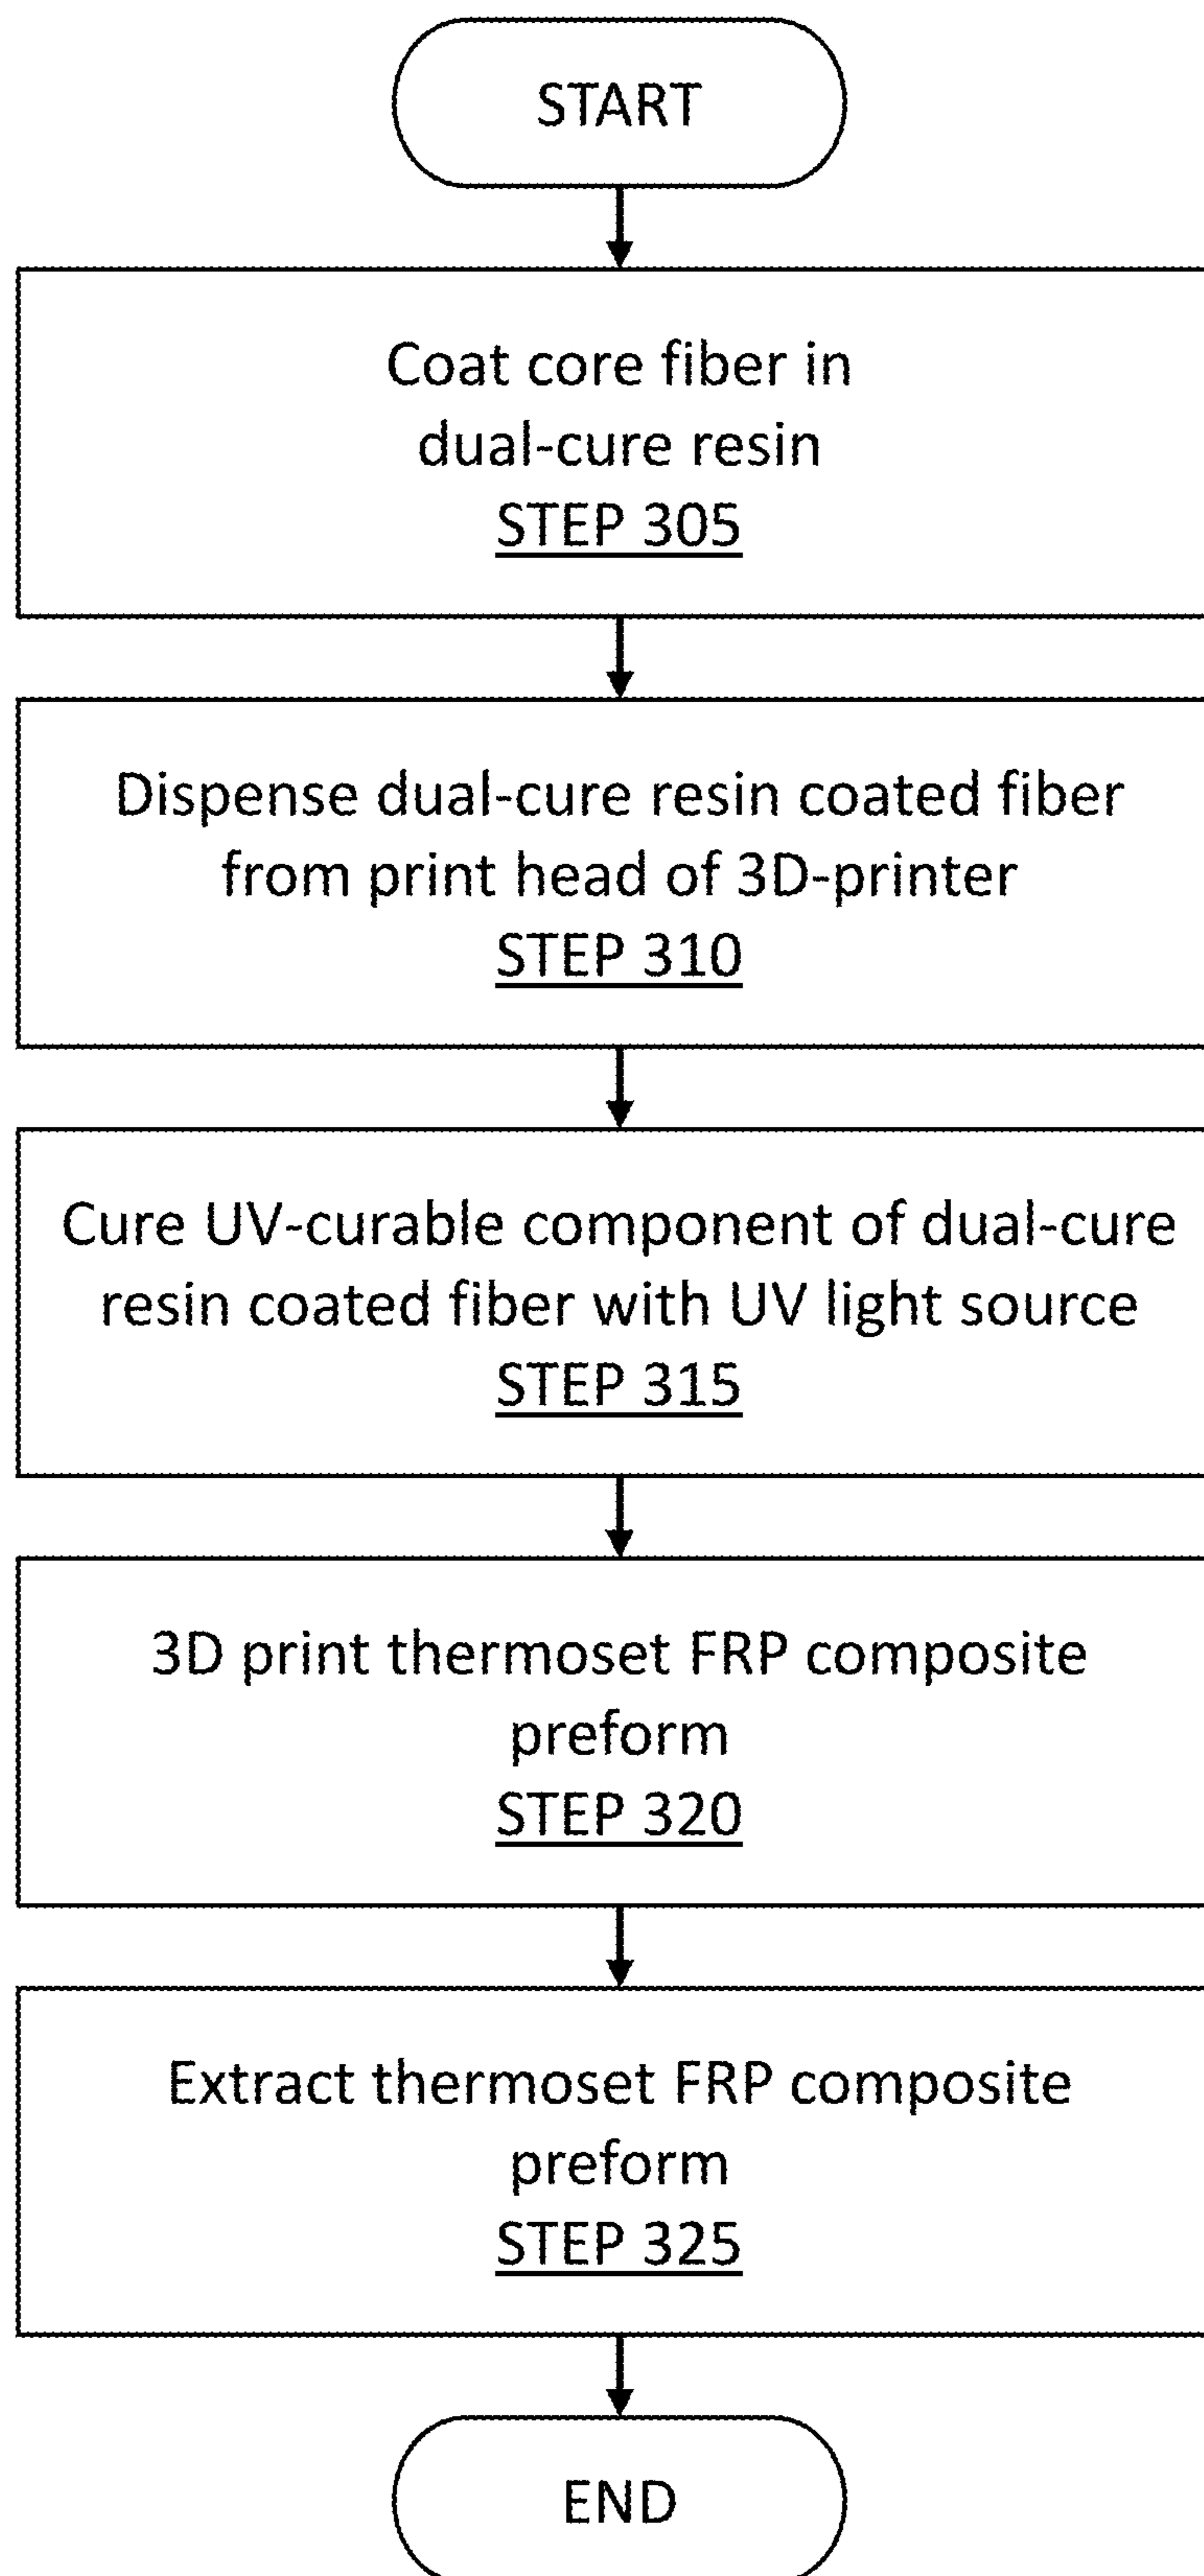 START
Coat core fiber in
dual-cure resin
STEP 305
Dispense dual-cure resin coated fiber
from print head of 3D-printer
STEP 310
Cure UV-curable component of dual-cure
resin coated fiber with UV light source
STEP 315
3D print thermoset FRP composite
preform
STEP 320
Extract thermoset FRP composite
preform
STEP 325
END